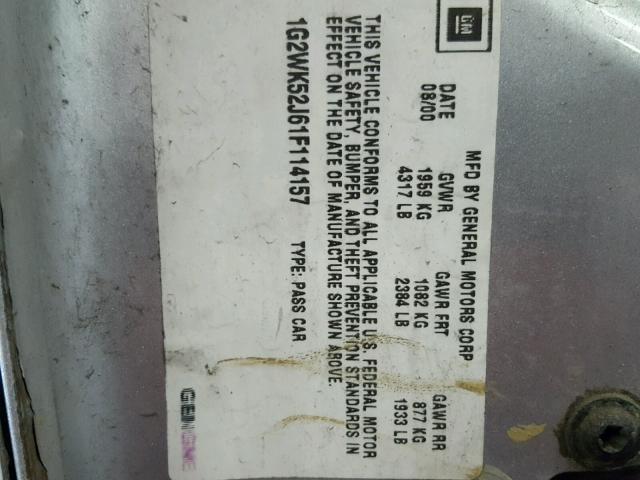 GM
MFD BY GENERAL MOTORS CORP
DATE GVWR GAWR FRT GAWR RR
08/00 1959 KG 1082 KG 877 KG
4317 LB 2384 LB 1933 LB
THIS VEHICLE CONFORMS TO ALL APPLICABLE U.S. FEDERAL MOTOR
VEHICLE SAFETY, BUMPER, AND THEFT PREVENTION STANDARDS IN
EFFECT ON THE DATE OF MANUFACTURE SHOWN ABOVE.
1G2WK52J61F114157 TYPE: PASS CAR